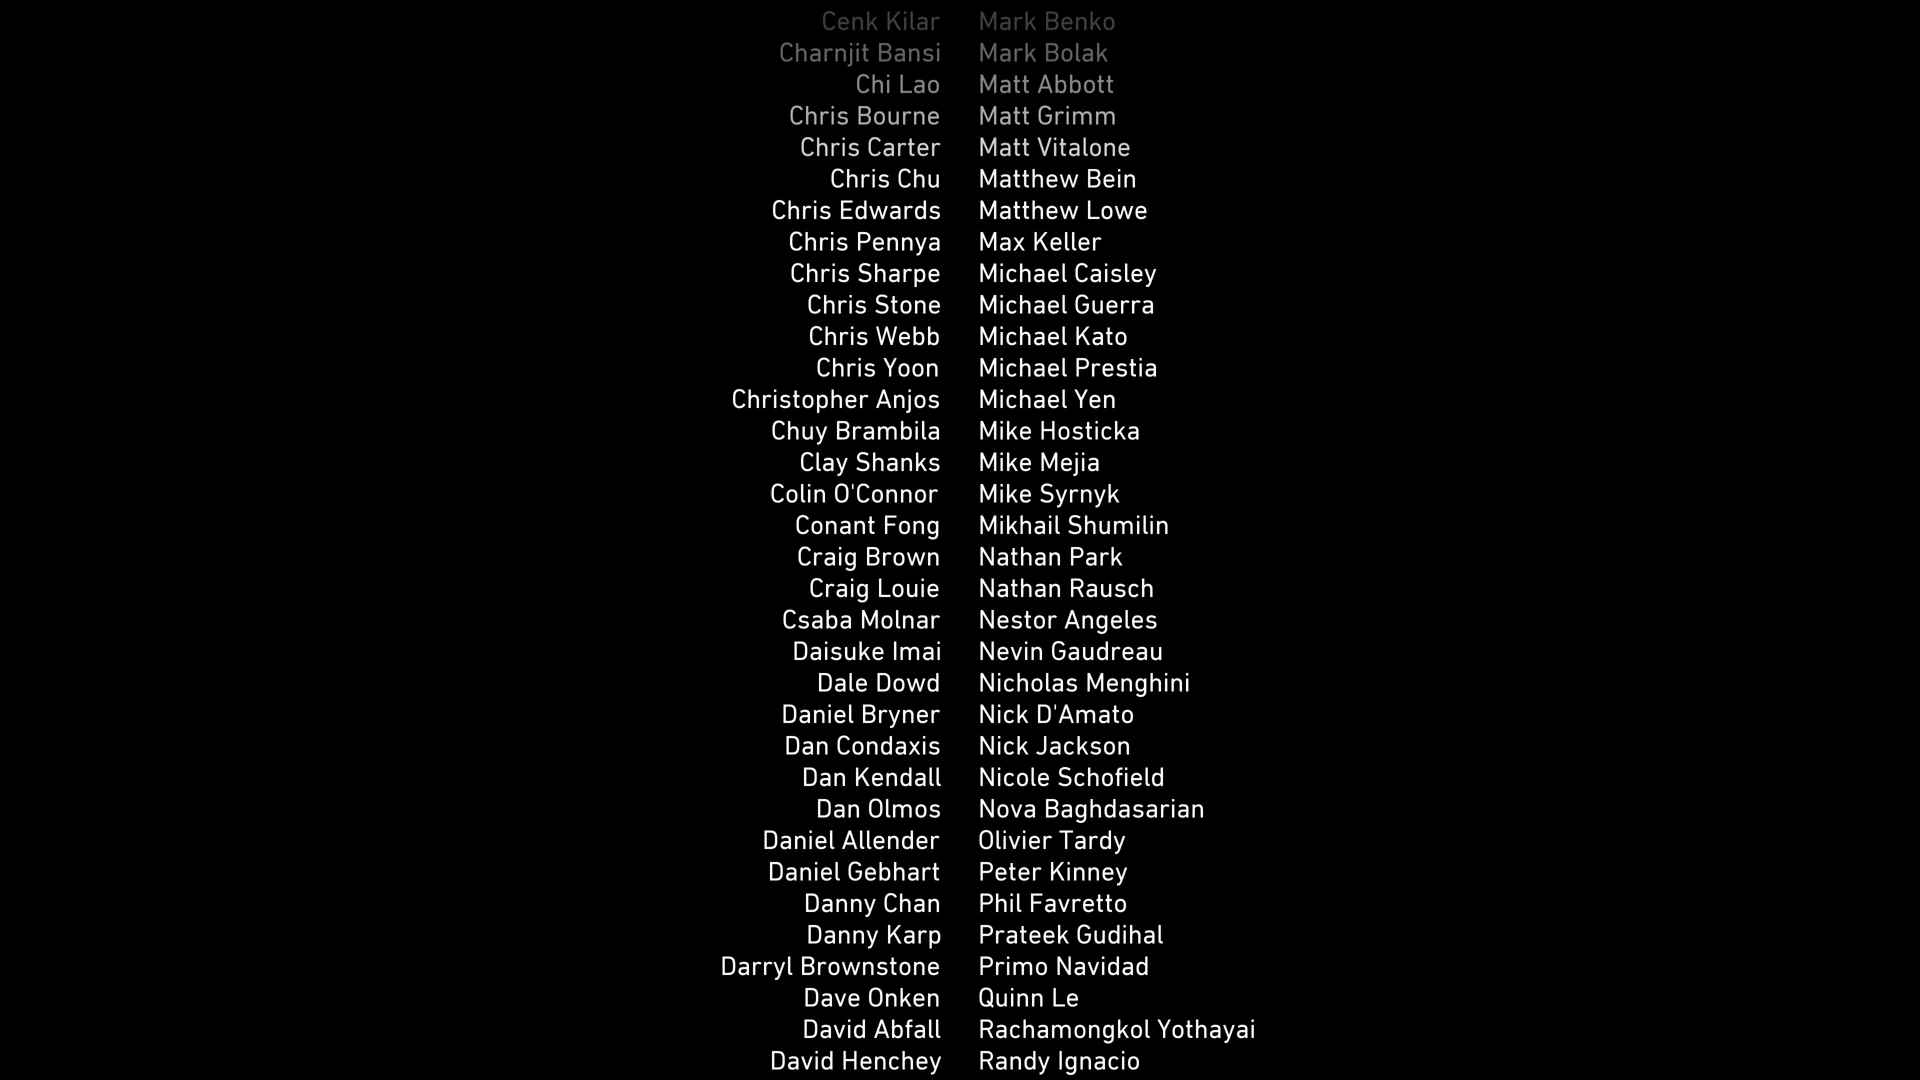 Cenk Kilar Mark Benko
Charnjit Bansi Mark Bolak
Chi Lao Matt Abbott
Chris Bourne Matt Grimm
Chris Carter Matt Vitalone
Chris Chu Matthew Bein
Chris Edwards Matthew Lowe
Chris Pennya Max Keller
Chris Sharpe Michael Caisley
Chris Stone Michael Guerra
Chris Webb Michael Kato
Chris Yoon Michael Prestia
Christopher Anjos Michael Yen
Chuy Brambila Mike Hosticka
Clay Shanks Mike Mejia
Colin O'Connor Mike Syrnyk
Conant Fong Mikhail Shumilin
Craig Brown Nathan Park
Craig Louie Nathan Rausch
Csaba Molnar Nestor Angeles
Daisuke Imai Nevin Gaudreau
Dale Dowd Nicholas Menghini
Daniel Bryner Nick D'Amato
Dan Condaxis Nick Jackson
Dan Kendall Nicole Schofield
Dan Olmos Nova Baghdasarian
Daniel Allender Olivier Tardy
Daniel Gebhart Peter Kinney
Danny Chan Phil Favretto
Danny Karp Prateek Gudihal
Darryl Brownstone Primo Navidad
Dave Onken Quinn Le
David Abfall Rachamongkol Yothayai
David Henchey Randy Ignacio